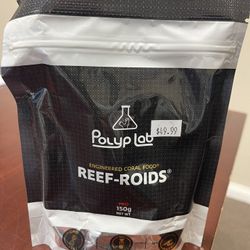 $49.99
Polyp Lab
ENGINEERED CORAL FOOD®
REEF-ROIDS®
150g
NET WT